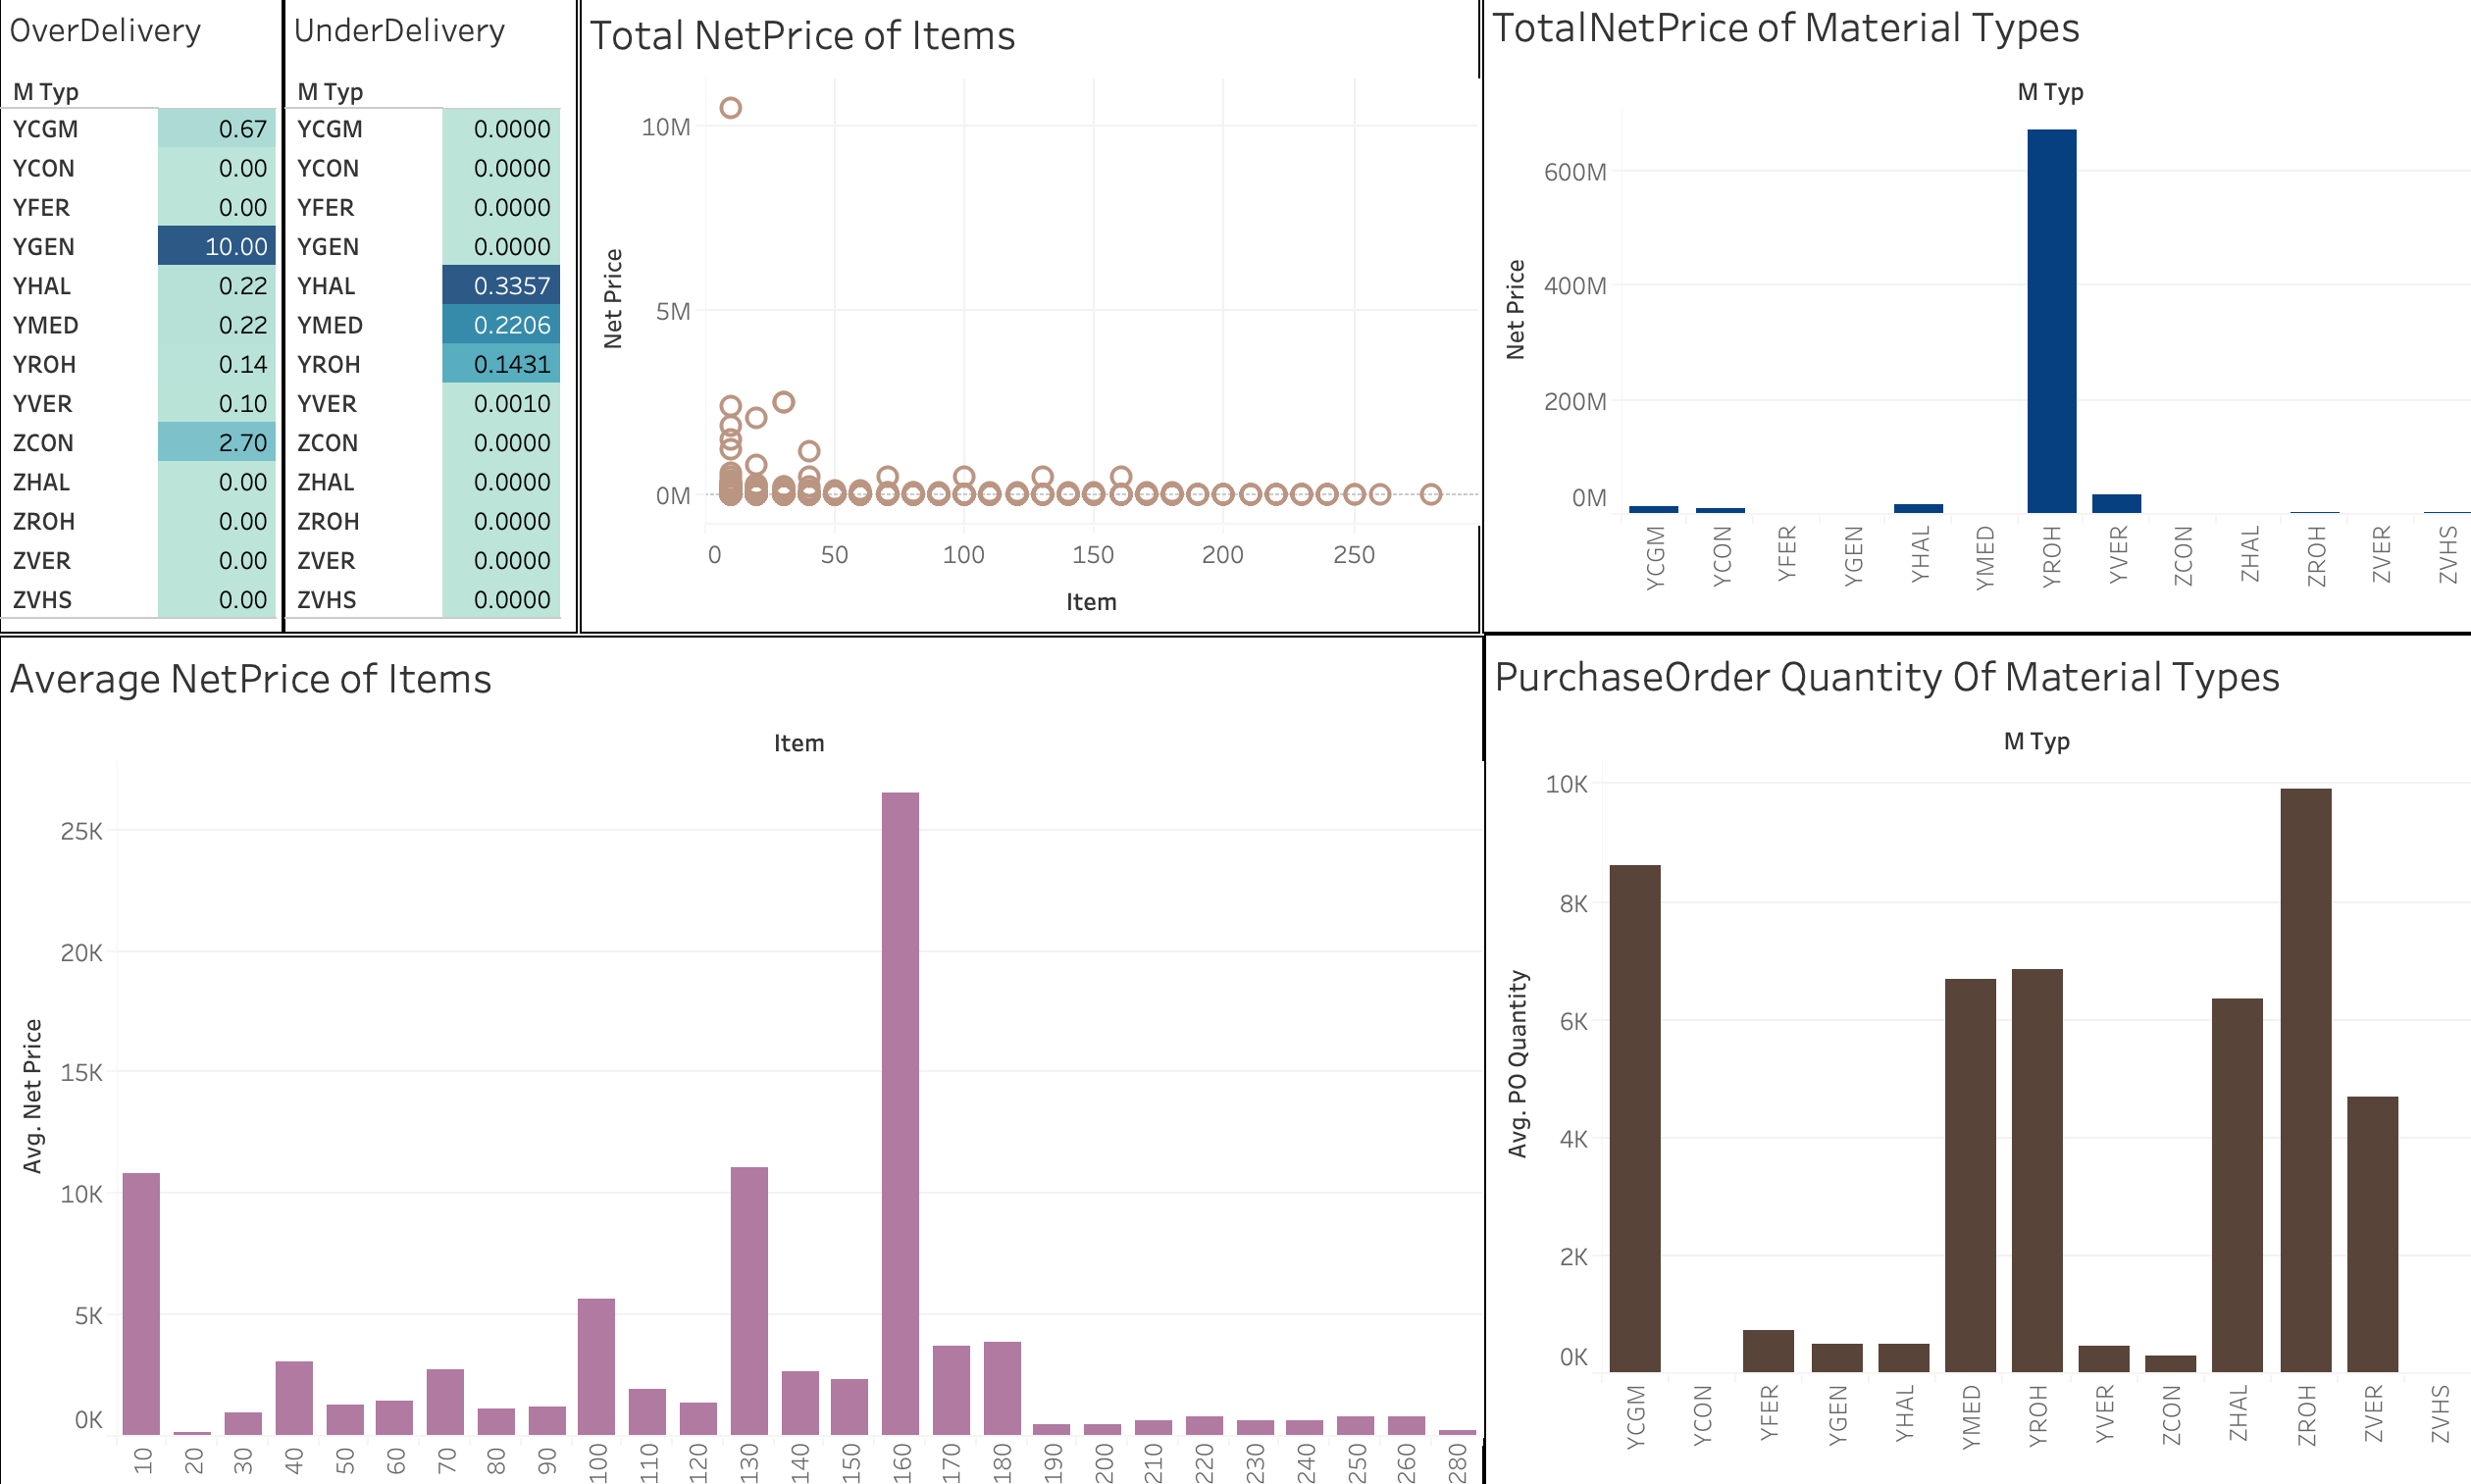 OverDelivery
M Typ
YCGM 0.67
YCON 0.00
YFER 0.00
YGEN 10.00
YHAL 0.22
YMED 0.22
YROH 0.14
YVER 0.10
ZCON 2.70
ZHAL 0.00
ZROH 0.00
ZVER 0.00
ZVHS 0.00
UnderDelivery
M Typ
YCGM 0.0000
YCON 0.0000
YFER 0.0000
YGEN 0.0000
YHAL 0.3357
YMED 0.2206
YROH 0.1431
YVER 0.0010
ZCON 0.0000
ZHAL 0.0000
ZROH 0.0000
ZVER 0.0000
ZVHS 0.0000
Total NetPrice of Items
Net Price
10M
5M
0M
0 50 100 150 200 250
Item
TotalNetPrice of Material Types
M Typ
Net Price
600M
400M
200M
0M
YCGM YCON YFER YGEN YHAL YMED YROH YVER ZCON ZHAL ZROH ZVER ZVHS
Average NetPrice of Items
Item
Avg. Net Price
25K
20K
15K
10K
5K
0K
10 20 30 40 50 60 70 80 90 100 110 120 130 140 150 160 170 180 190 200 210 220 230 240 250 260 280
PurchaseOrder Quantity Of Material Types
M Typ
Avg. PO Quantity
10K
8K
6K
4K
2K
0K
YCGM YCON YFER YGEN YHAL YMED YROH YVER ZCON ZHAL ZROH ZVER ZVHS